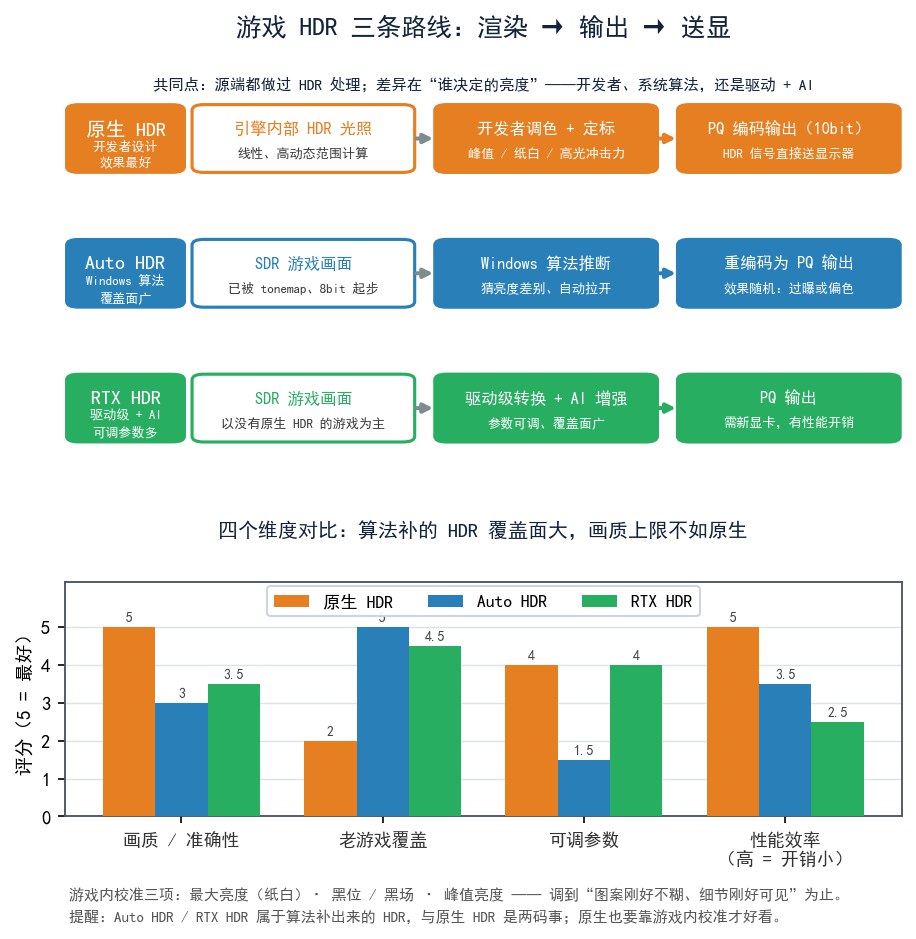 游戏 HDR 三条路线：渲染 → 输出 → 送显
共同点：源端都做过 HDR 处理；差异在“谁决定的亮度”——开发者、系统算法，还是驱动 + AI
原生 HDR
开发者设计
效果最好
引擎内部 HDR 光照
线性、高动态范围计算
开发者调色 + 定标
峰值 / 纸白 / 高光冲击力
PQ 编码输出（10bit）
HDR 信号直接送显示器
Auto HDR
Windows 算法
覆盖面广
SDR 游戏画面
已被 tonemap、8bit 起步
Windows 算法推断
猜亮度差别、自动拉开
重编码为 PQ 输出
效果随机：过曝或偏色
RTX HDR
驱动级 + AI
可调参数多
SDR 游戏画面
以没有原生 HDR 的游戏为主
驱动级转换 + AI 增强
参数可调、覆盖面广
PQ 输出
需新显卡，有性能开销
四个维度对比：算法补的 HDR 覆盖面大，画质上限不如原生
原生 HDR
Auto HDR
RTX HDR
评分（5 = 最好）
5
4
3
2
1
0
5
3
3.5
2
5
4.5
4
1.5
4
5
3.5
2.5
画质 / 准确性
老游戏覆盖
可调参数
性能效率
（高 = 开销小）
游戏内校准三项：最大亮度（纸白）· 黑位 / 黑场 · 峰值亮度 —— 调到“图案刚好不糊、细节刚好可见”为止。
提醒：Auto HDR / RTX HDR 属于算法补出来的 HDR，与原生 HDR 是两码事；原生也要靠游戏内校准才好看。